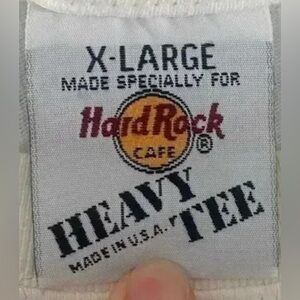 X-LARGE
MADE SPECIALLY FOR
Hard Rock
CAFE ®
HEAVY TEE
MADE IN U.S.A.